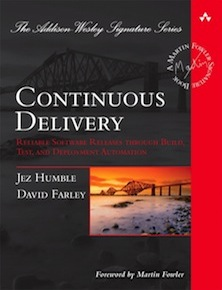 The Addison Wesley Signature Series
A MARTIN FOWLER SIGNATURE BOOK
CONTINUOUS
DELIVERY
RELIABLE SOFTWARE RELEASES THROUGH BUILD,
TEST, AND DEPLOYMENT AUTOMATION
JEZ HUMBLE
DAVID FARLEY
Foreword by Martin Fowler